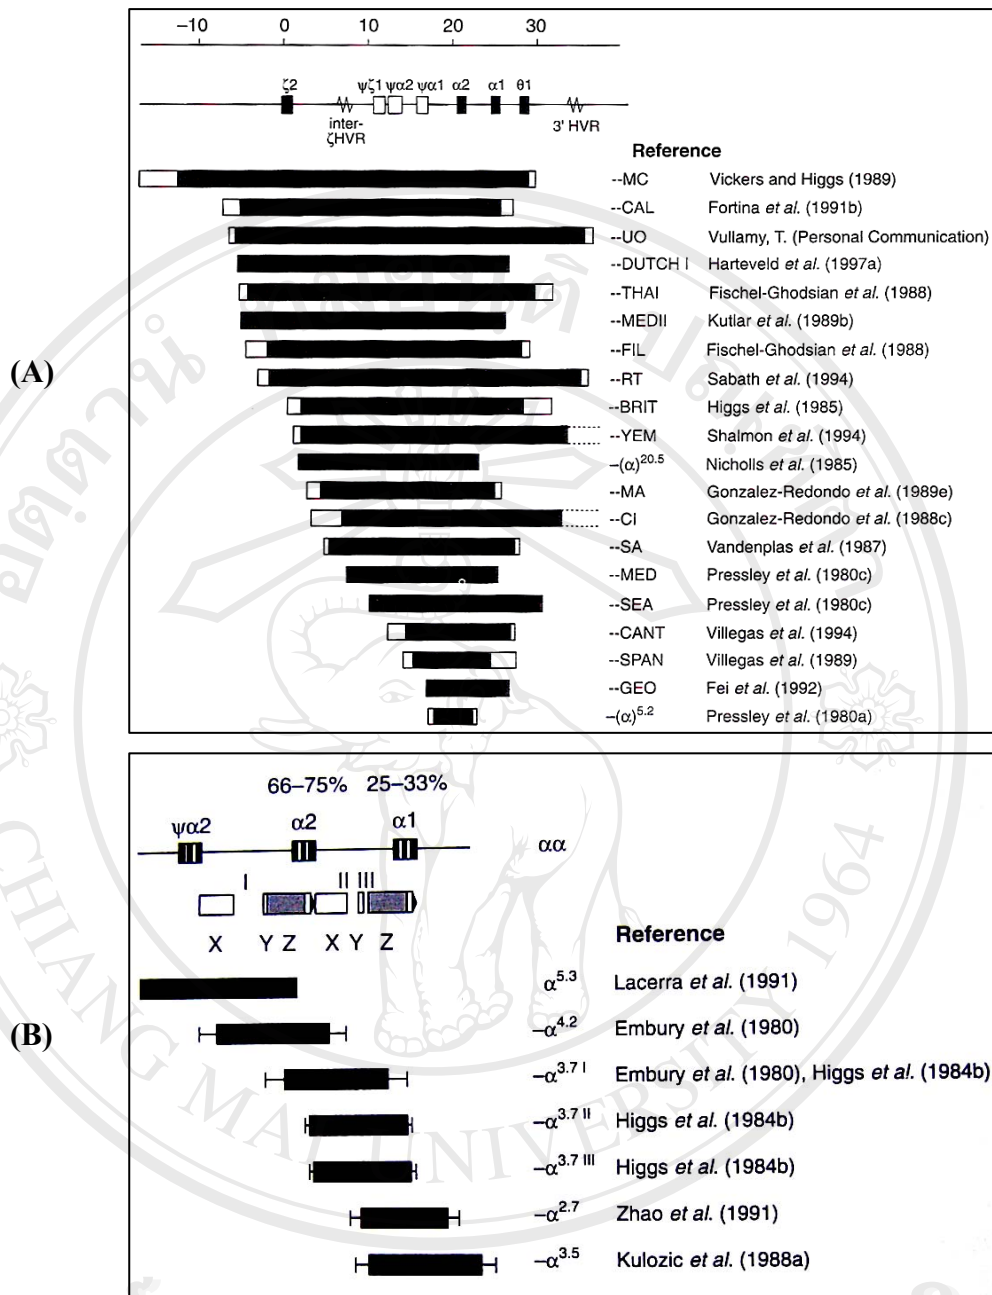 −10 0 10 20 30
ζ2 ψζ1 ψα2 ψα1 α2 α1 θ1
inter- 3' HVR
ζHVR
Reference
--MC Vickers and Higgs (1989)
--CAL Fortina et al. (1991b)
--UO Vullamy, T. (Personal Communication)
--DUTCH I Harteveld et al. (1997a)
--THAI Fischel-Ghodsian et al. (1988)
--MEDII Kutlar et al. (1989b)
--FIL Fischel-Ghodsian et al. (1988)
(A)
--RT Sabath et al. (1994)
--BRIT Higgs et al. (1985)
--YEM Shalmon et al. (1994)
–(α)20.5 Nicholls et al. (1985)
--MA Gonzalez-Redondo et al. (1989e)
--CI Gonzalez-Redondo et al. (1988c)
--SA Vandenplas et al. (1987)
--MED Pressley et al. (1980c)
--SEA Pressley et al. (1980c)
--CANT Villegas et al. (1994)
--SPAN Villegas et al. (1989)
--GEO Fei et al. (1992)
–(α)5.2 Pressley et al. (1980a)
66–75% 25–33%
ψα2 α2 α1 αα
I II III
X Y Z X Y Z
Reference
α5.3 Lacerra et al. (1991)
(B)
–α4.2 Embury et al. (1980)
–α3.7 I Embury et al. (1980), Higgs et al. (1984b)
–α3.7 II Higgs et al. (1984b)
–α3.7 III Higgs et al. (1984b)
–α2.7 Zhao et al. (1991)
–α3.5 Kulozic et al. (1988a)
CHIANG MAI UNIVERSITY 1964